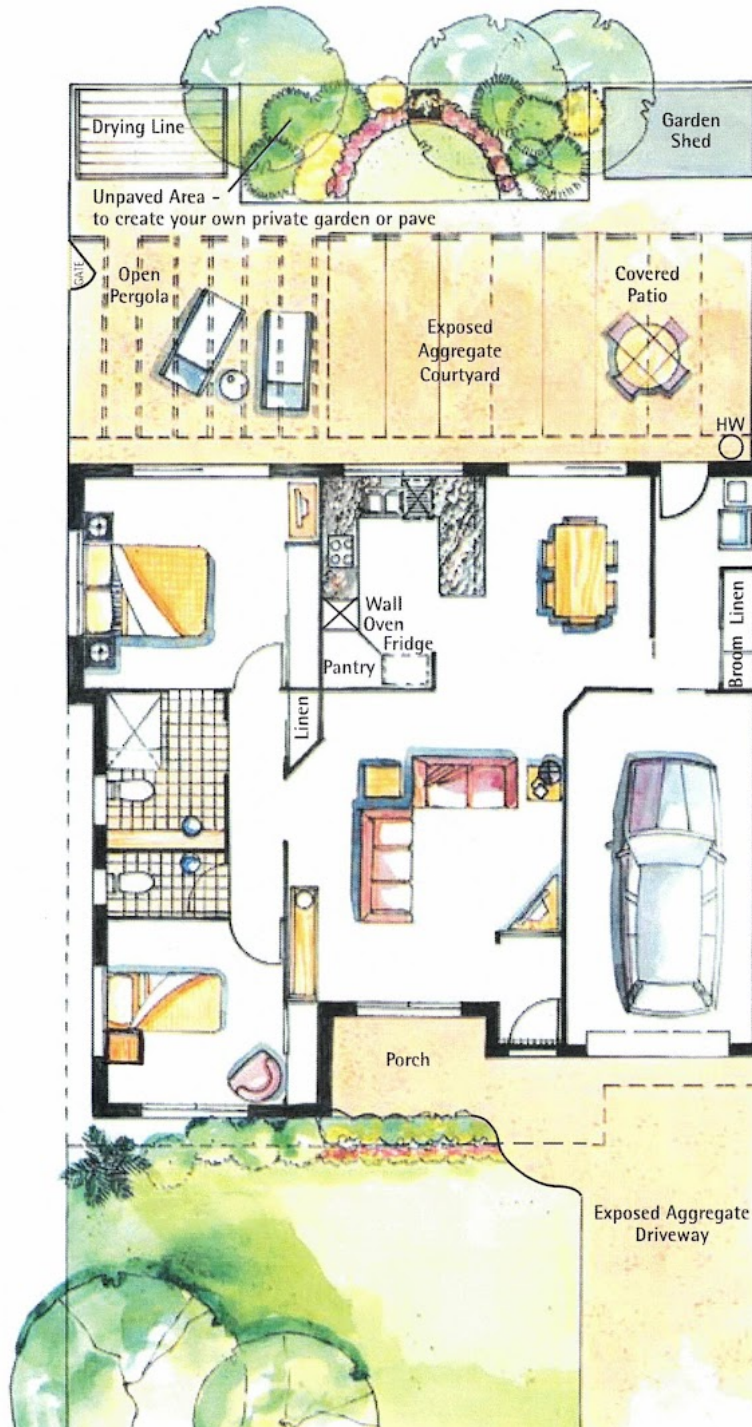 Drying Line
Garden
Shed
Unpaved Area -
to create your own private garden or pave
GATE
Open
Pergola
Covered
Patio
Exposed
Aggregate
Courtyard
HW
Wall
Oven
Fridge
Pantry
Linen
Broom
Linen
Porch
Exposed Aggregate
Driveway